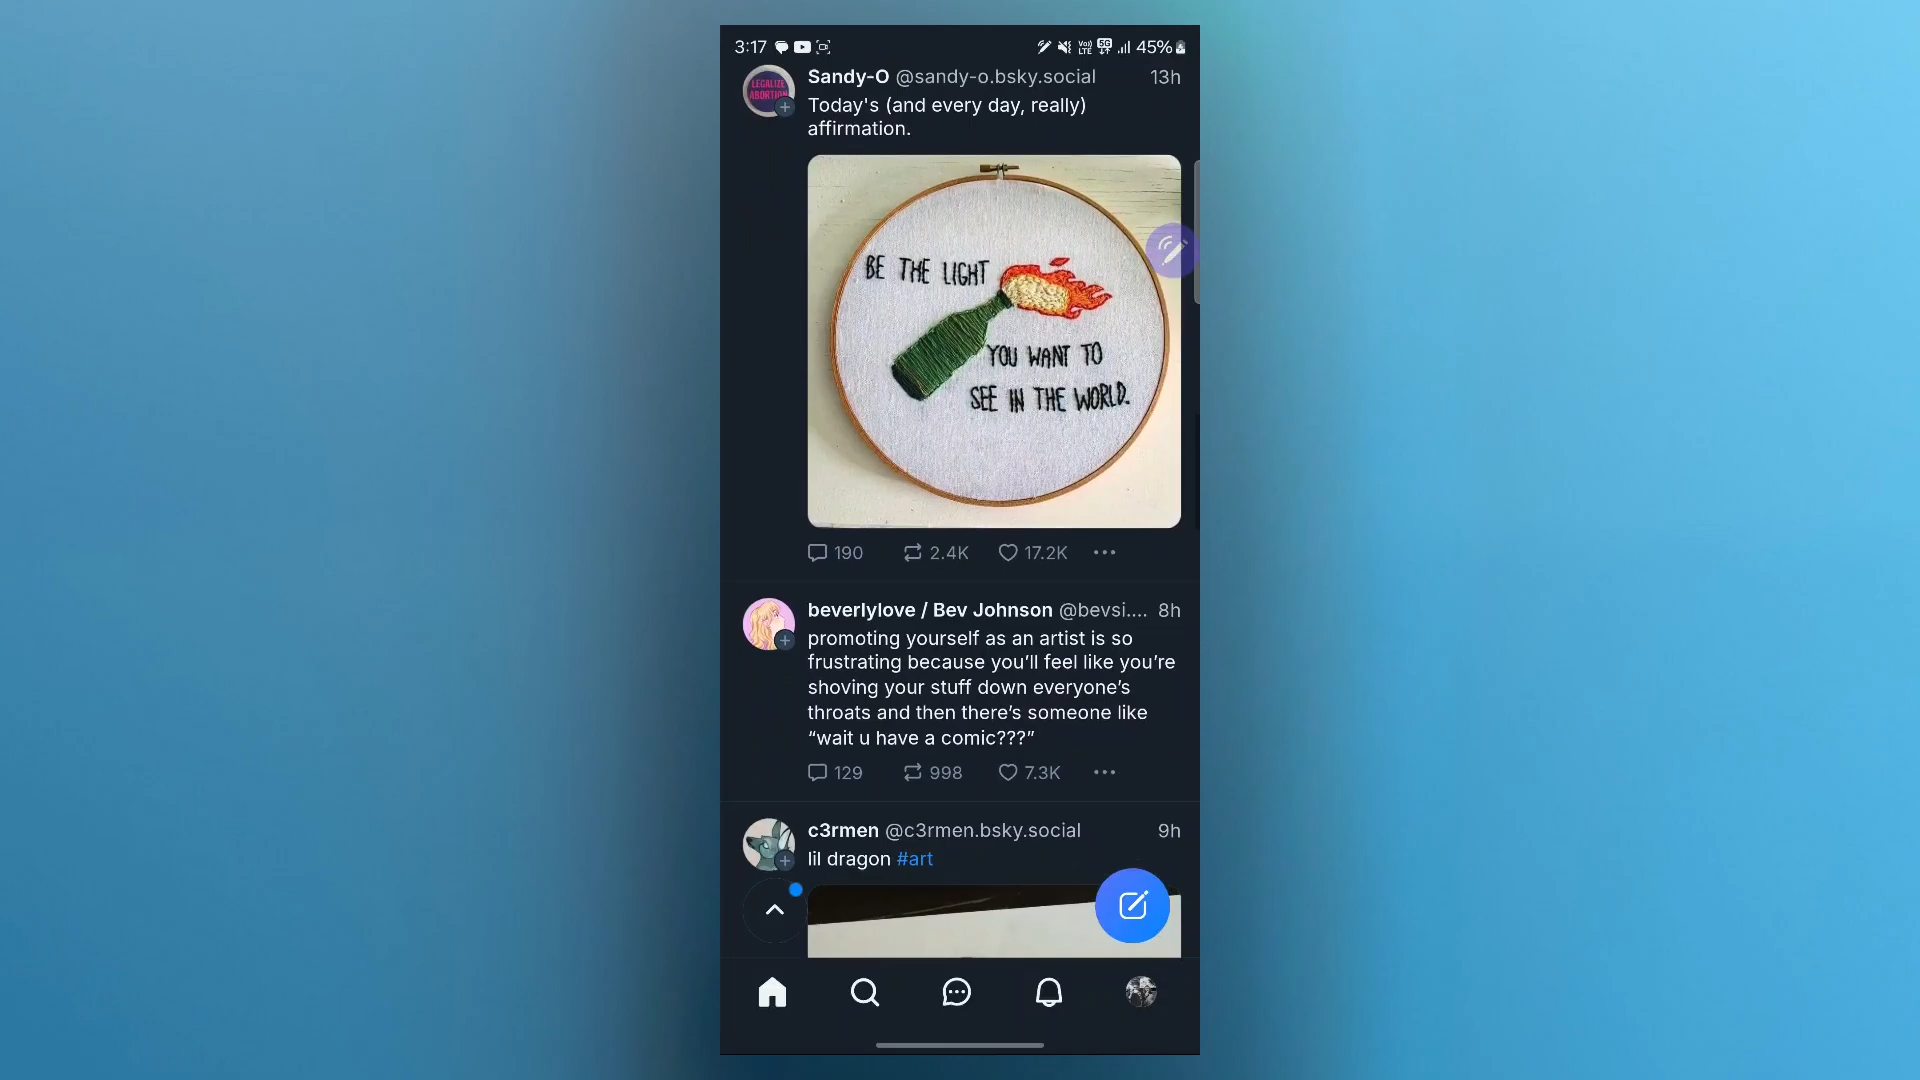 3:17
Vo)) LTE 5G 45%
LEGALIZE
ABORTION
Sandy-O @sandy-o.bsky.social 13h
Today's (and every day, really)
affirmation.
BE THE LIGHT
YOU WANT TO
SEE IN THE WORLD.
190 2.4K 17.2K
beverlylove / Bev Johnson @bevsi.... 8h
promoting yourself as an artist is so
frustrating because you’ll feel like you’re
shoving your stuff down everyone’s
throats and then there’s someone like
“wait u have a comic???”
129 998 7.3K
c3rmen @c3rmen.bsky.social 9h
lil dragon #art